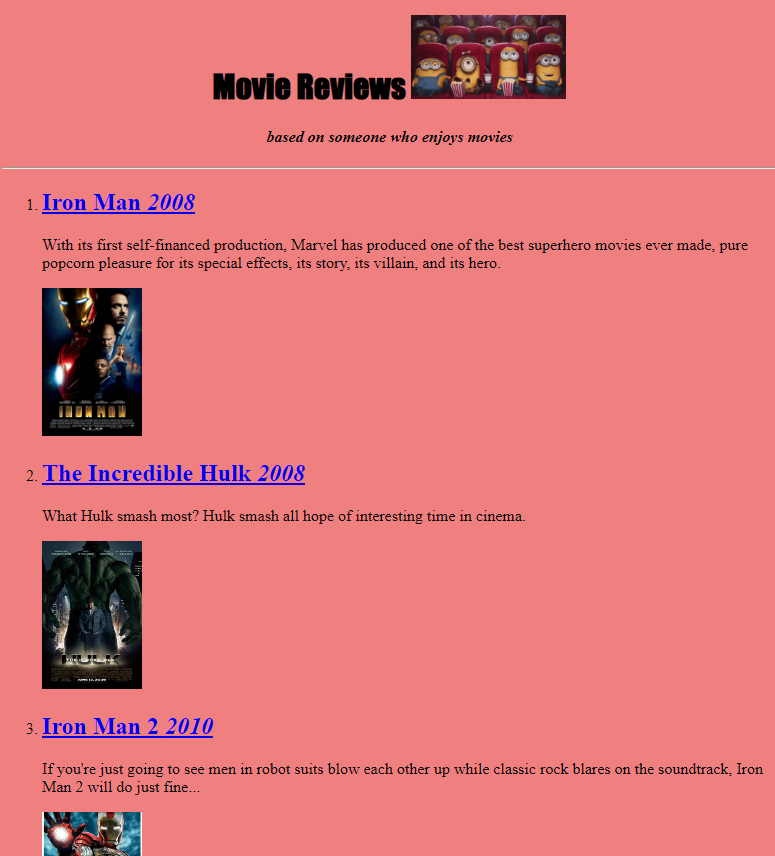 Movie Reviews
based on someone who enjoys movies
1. Iron Man 2008
With its first self-financed production, Marvel has produced one of the best superhero movies ever made, pure
popcorn pleasure for its special effects, its story, its villain, and its hero.
IRON MAN
2. The Incredible Hulk 2008
What Hulk smash most? Hulk smash all hope of interesting time in cinema.
HULK
3. Iron Man 2 2010
If you're just going to see men in robot suits blow each other up while classic rock blares on the soundtrack, Iron
Man 2 will do just fine...